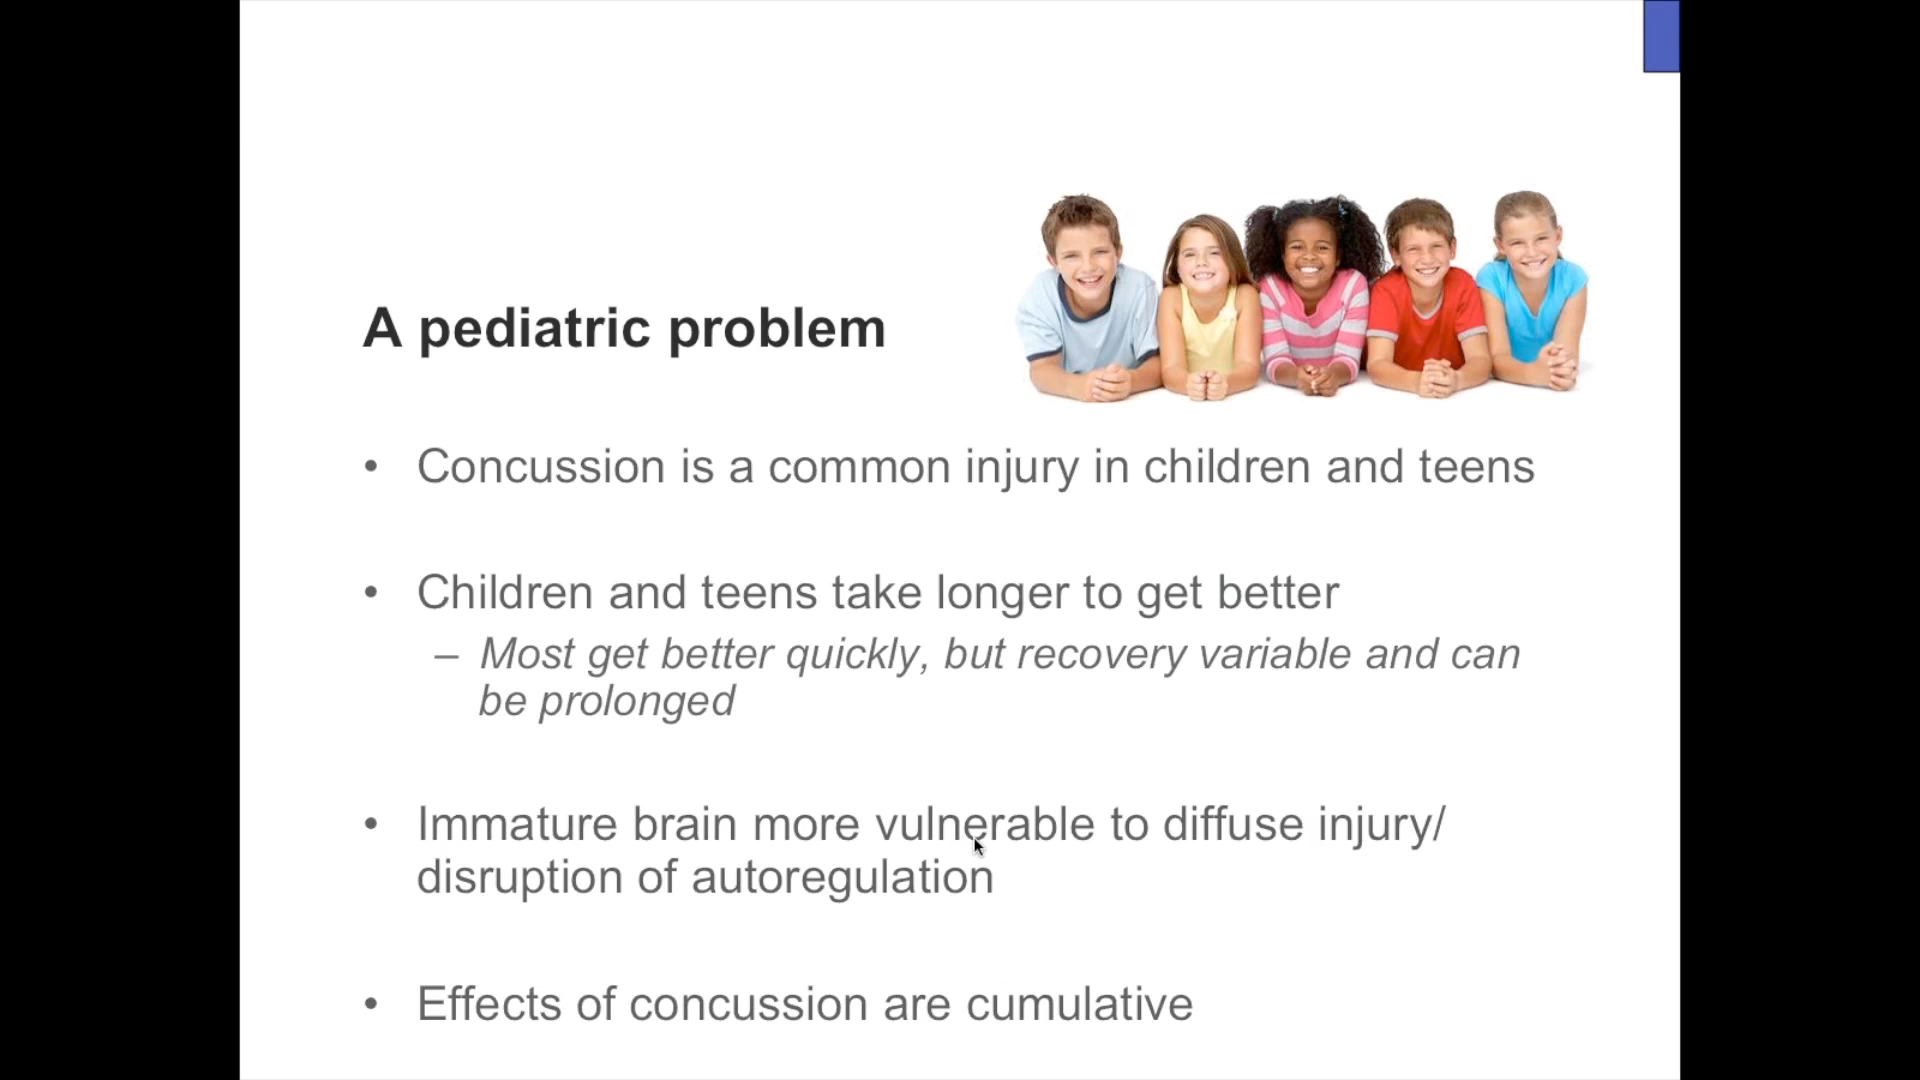 A pediatric problem
• Concussion is a common injury in children and teens
• Children and teens take longer to get better
– Most get better quickly, but recovery variable and can
be prolonged
• Immature brain more vulnerable to diffuse injury/
disruption of autoregulation
• Effects of concussion are cumulative